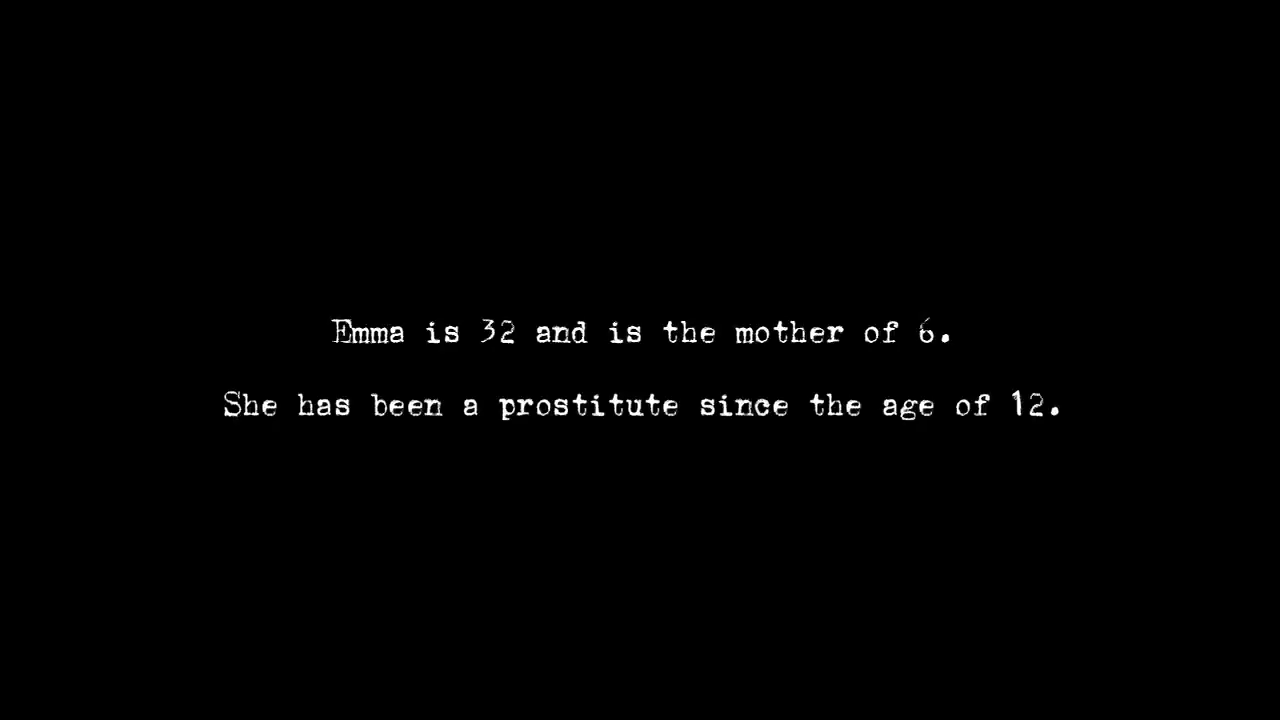 Emma is 32 and is the mother of 6.
She has been a prostitute since the age of 12.